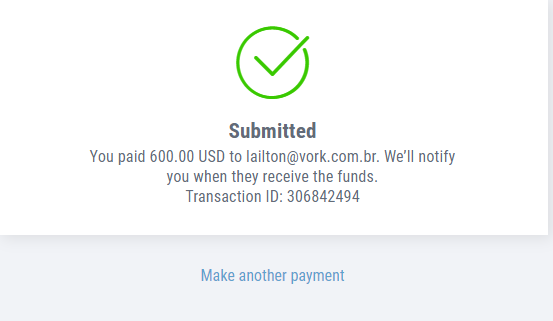 Submitted
You paid 600.00 USD to lailton@vork.com.br. We’ll notify
you when they receive the funds.
Transaction ID: 306842494
Make another payment